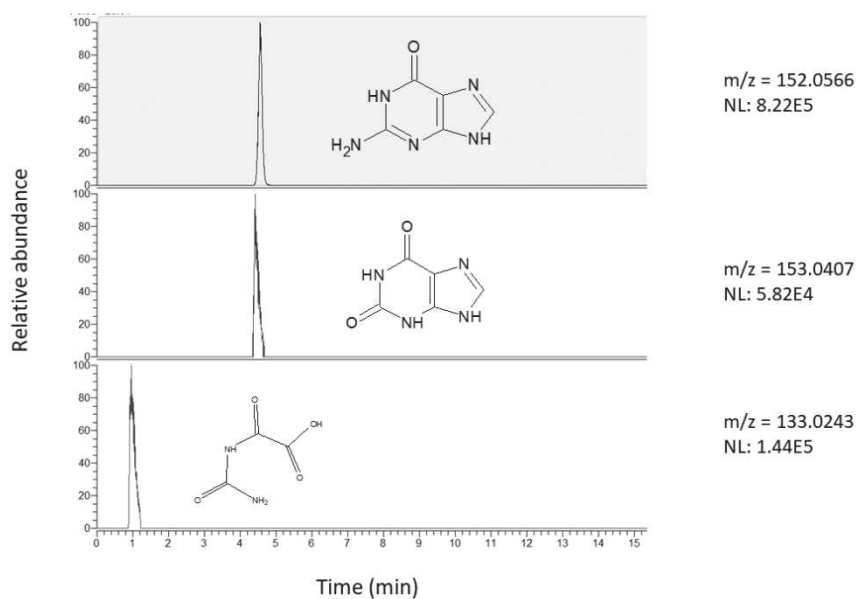 100
80
60
40
20
0
O
HN
N
H₂N
N
NH
m/z = 152.0566
NL: 8.22E5
100
80
60
40
20
0
O
NH
N
O
NH
NH
m/z = 153.0407
NL: 5.82E4
Relative abundance
100
80
60
40
20
0
O
OH
NH
O
O
NH₂
m/z = 133.0243
NL: 1.44E5
0 1 2 3 4 5 6 7 8 9 10 11 12 13 14 15
Time (min)